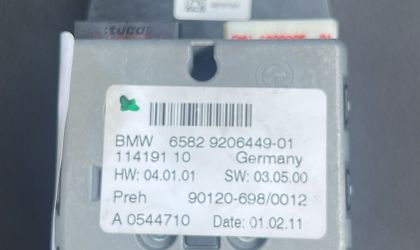 BMW 6582 9206449-01
114191 10 Germany
HW: 04.01.01 SW: 03.05.00
Preh 90120-698/0012
A 0544710 Date: 01.02.11